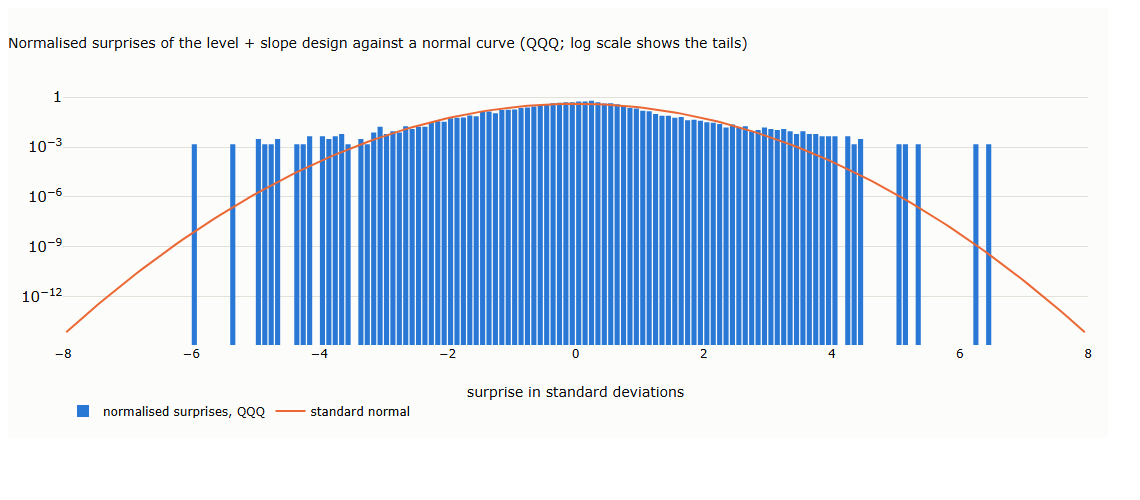 Normalised surprises of the level + slope design against a normal curve (QQQ; log scale shows the tails)
1
10−3
10−6
10−9
10−12
−8 −6 −4 −2 0 2 4 6 8
surprise in standard deviations
normalised surprises, QQQ standard normal